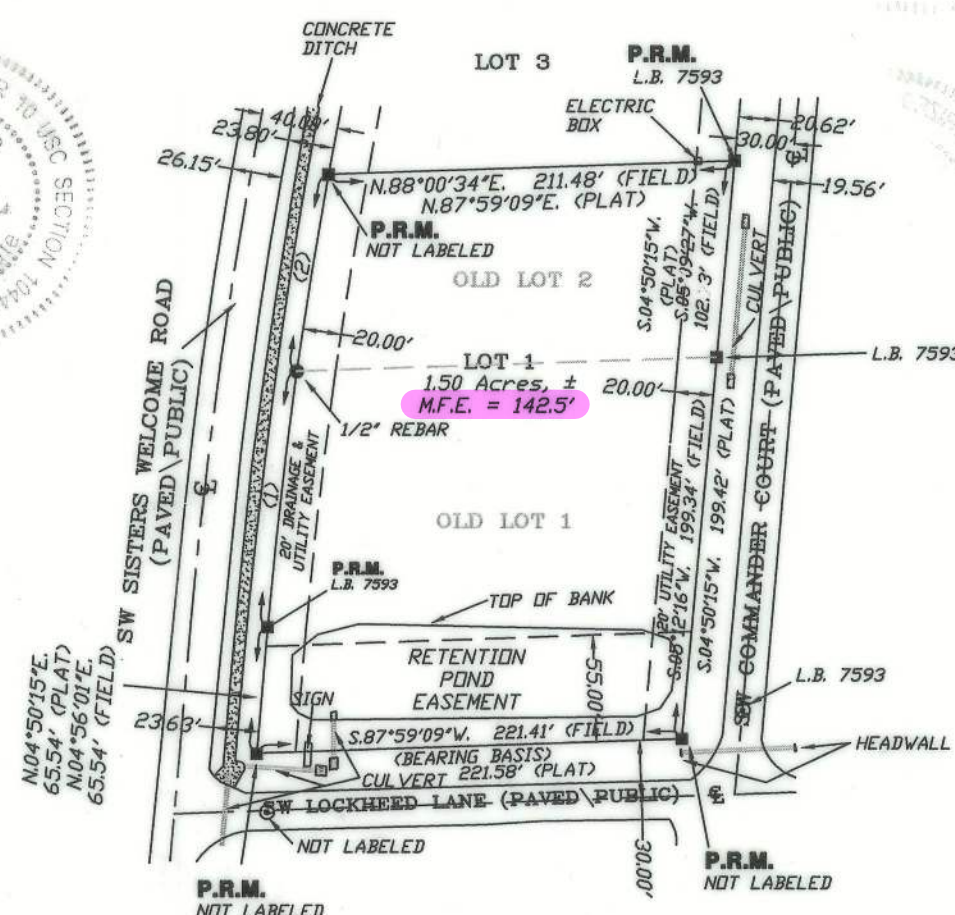 CONCRETE
DITCH
LOT 3
P.R.M.
L.B. 7593
ELECTRIC
BOX
23.80'
26.15'
20.62'
30.00'
19.56'
N.88°00'34"E. 211.48' (FIELD)
N.87°59'09"E. (PLAT)
P.R.M.
NOT LABELED
(2)
OLD LOT 2
S.04°50'15"W.
(PLAT)
CULVERT
20.00'
LOT 1
1.50 Acres, ±
M.F.E. = 142.5'
20.00'
L.B. 7593
1/2" REBAR
SW SISTERS WELCOME ROAD
(PAVED\PUBLIC)
(1)
20' DRAINAGE &
UTILITY EASEMENT
OLD LOT 1
20' UTILITY EASEMENT
199.34' (FIELD)
S.04°50'15"W. 199.42' (PLAT)
SW COMMANDER COURT (PAVED\PUBLIC)
P.R.M.
L.B. 7593
TOP OF BANK
RETENTION
POND
EASEMENT
55.00'
SIGN
N.04°50'15"E.
65.54' (PLAT)
N.04°56'01"E.
65.54' (FIELD)
23.63'
S.87°59'09"W. 221.41' (FIELD)
(BEARING BASIS)
CULVERT 221.58' (PLAT)
L.B. 7593
HEADWALL
SW LOCKHEED LANE (PAVED\PUBLIC)
NOT LABELED
30.00'
P.R.M.
NOT LABELED
P.R.M.
NOT LABELED
USC SECTION 1044